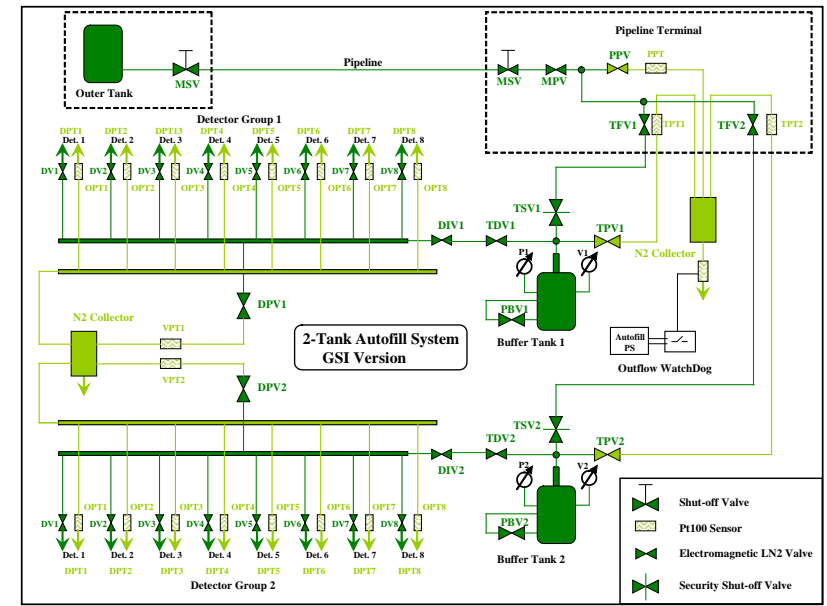 Pipeline Terminal
PPV PPT
Pipeline
MSV
MSV MPV
Outer Tank
TFV1 TPT1 TFV2 TPT2
Detector Group 1
DPT1 DPT2 DPT13 DPT4 DPT5 DPT6 DPT7 DPT8
Det. 1 Det. 2 Det. 3 Det. 4 Det. 5 Det. 6 Det. 7 Det. 8
DV1 DV2 DV3 DV4 DV5 DV6 DV7 DV8
OPT1 OPT2 OPT3 OPT4 OPT5 OPT6 OPT7 OPT8
TSV1
DIV1 TDV1 TPV1
N2 Collector
P1 V1
DPV1
PBV1
N2 Collector
VPT1
2-Tank Autofill System
GSI Version
Buffer Tank 1
Autofill
PS
Outflow WatchDog
VPT2
DPV2
TSV2
TDV2 TPV2
DIV2
P2 V2
OPT1 OPT2 OPT3 OPT4 OPT5 OPT6 OPT7 OPT8
DV1 DV2 DV3 DV4 DV5 DV6 DV7 DV8
PBV2
Det. 1 Det. 2 Det. 3 Det. 4 Det. 5 Det. 6 Det. 7 Det. 8
DPT1 DPT2 DPT3 DPT4 DPT5 DPT6 DPT7 DPT8
Buffer Tank 2
Detector Group 2
Shut-off Valve
Pt100 Sensor
Electromagnetic LN2 Valve
Security Shut-off Valve